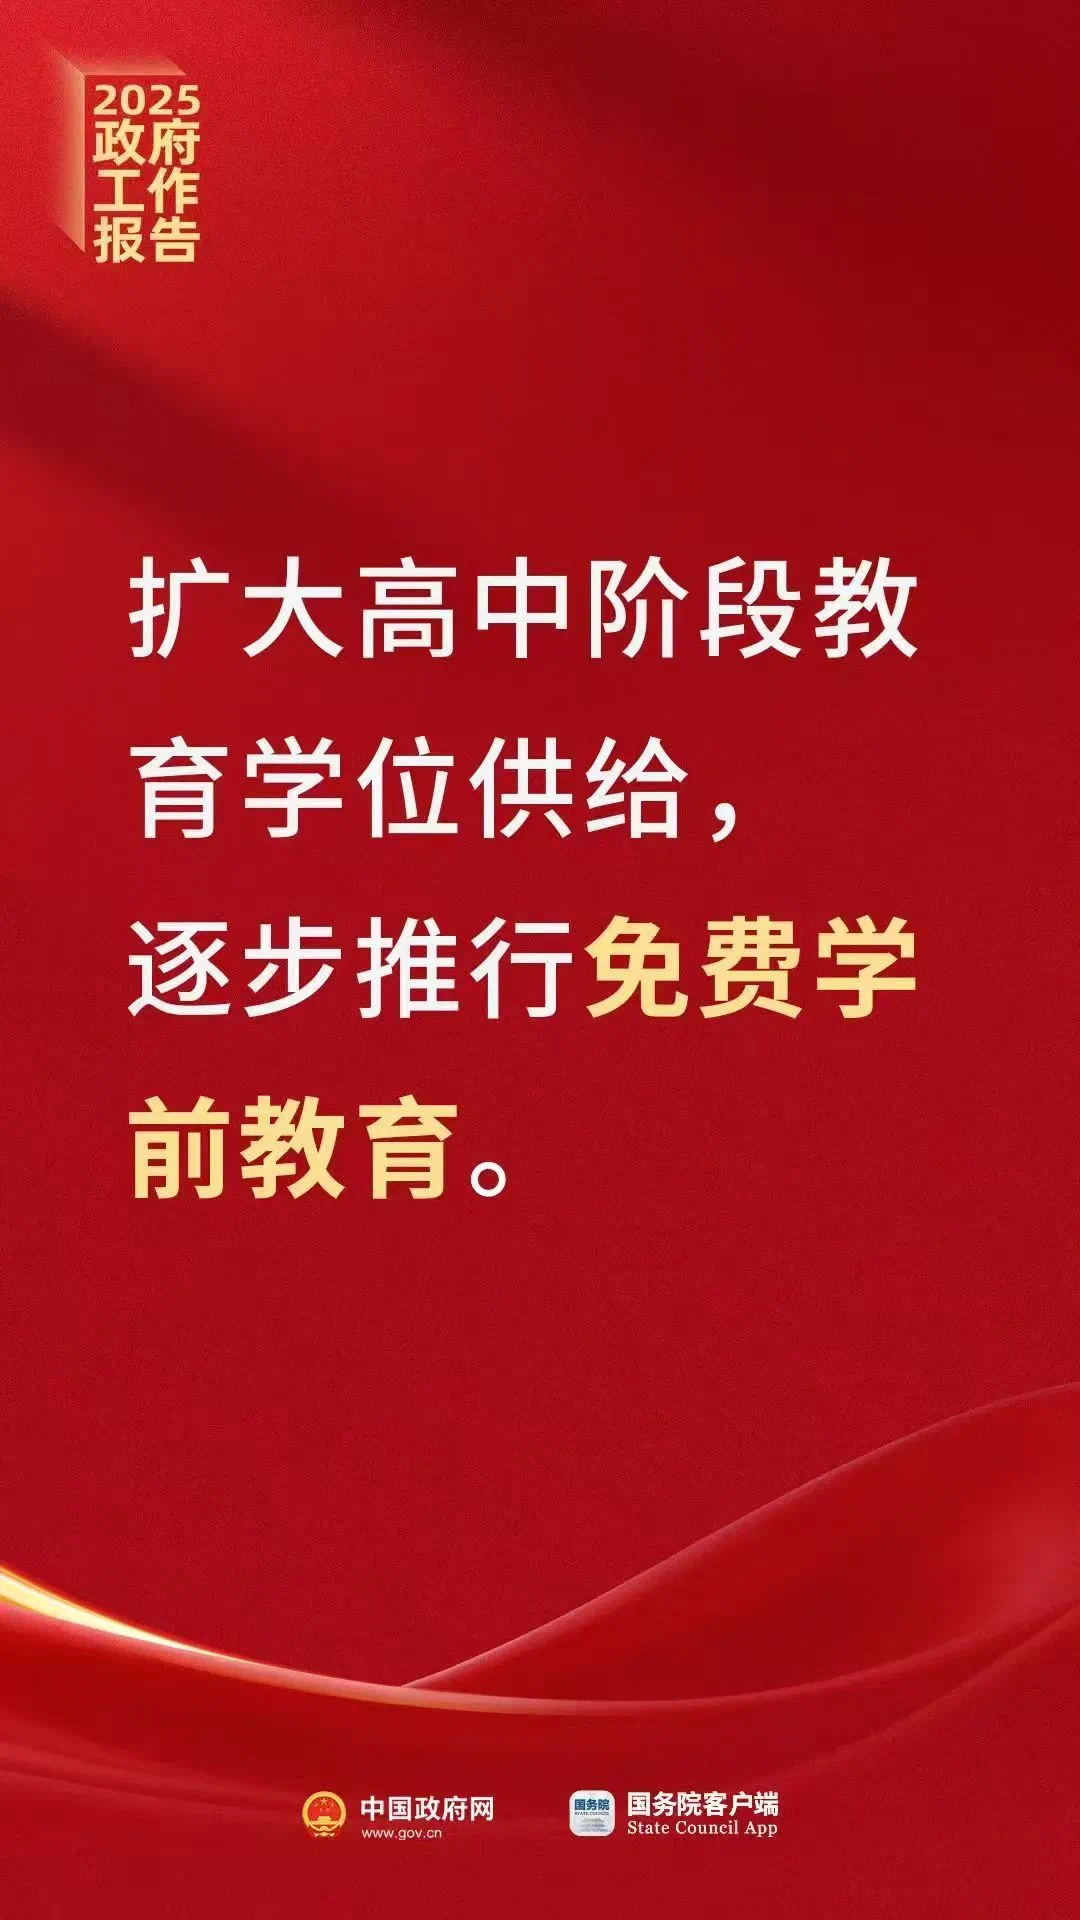 2025
政府
工作
报告
扩大高中阶段教
育学位供给，
逐步推行免费学
前教育。
中国政府网
www.gov.cn
国务院
STATE COUNCIL
国务院客户端
State Council App